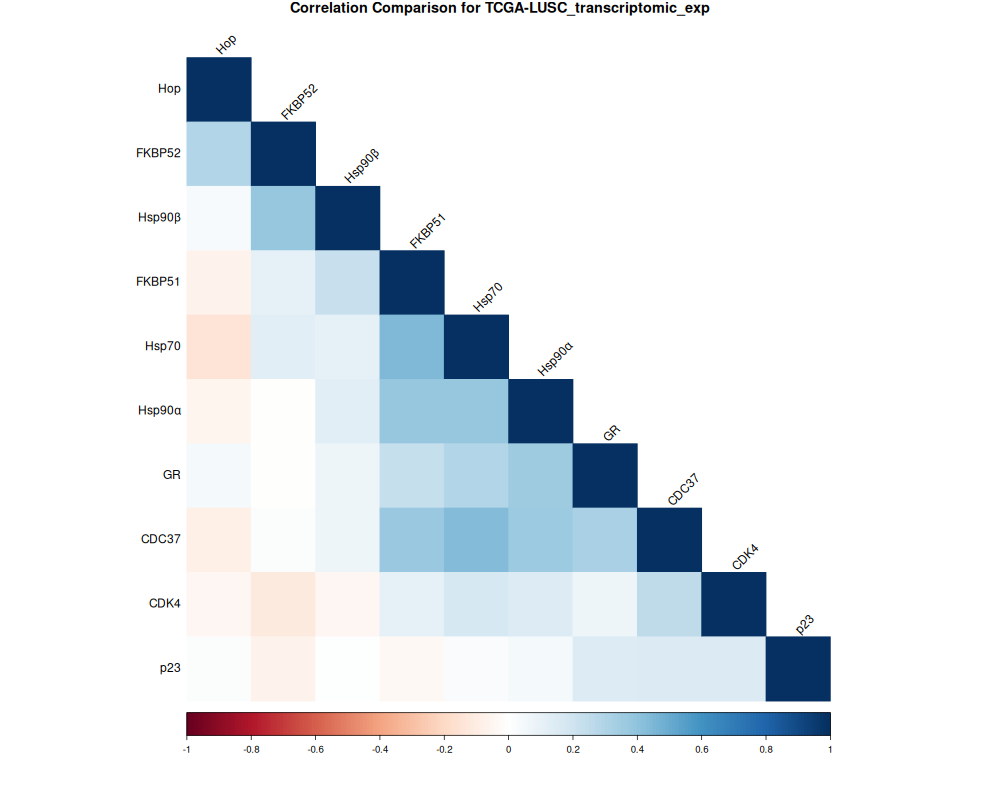 Correlation Comparison for TCGA-LUSC_transcriptomic_exp
Hop
Hop
FKBP52
FKBP52
Hsp90β
Hsp90β
FKBP51
FKBP51
Hsp70
Hsp70
Hsp90α
Hsp90α
GR
GR
CDC37
CDC37
CDK4
CDK4
p23
p23
-1 -0.8 -0.6 -0.4 -0.2 0 0.2 0.4 0.6 0.8 1